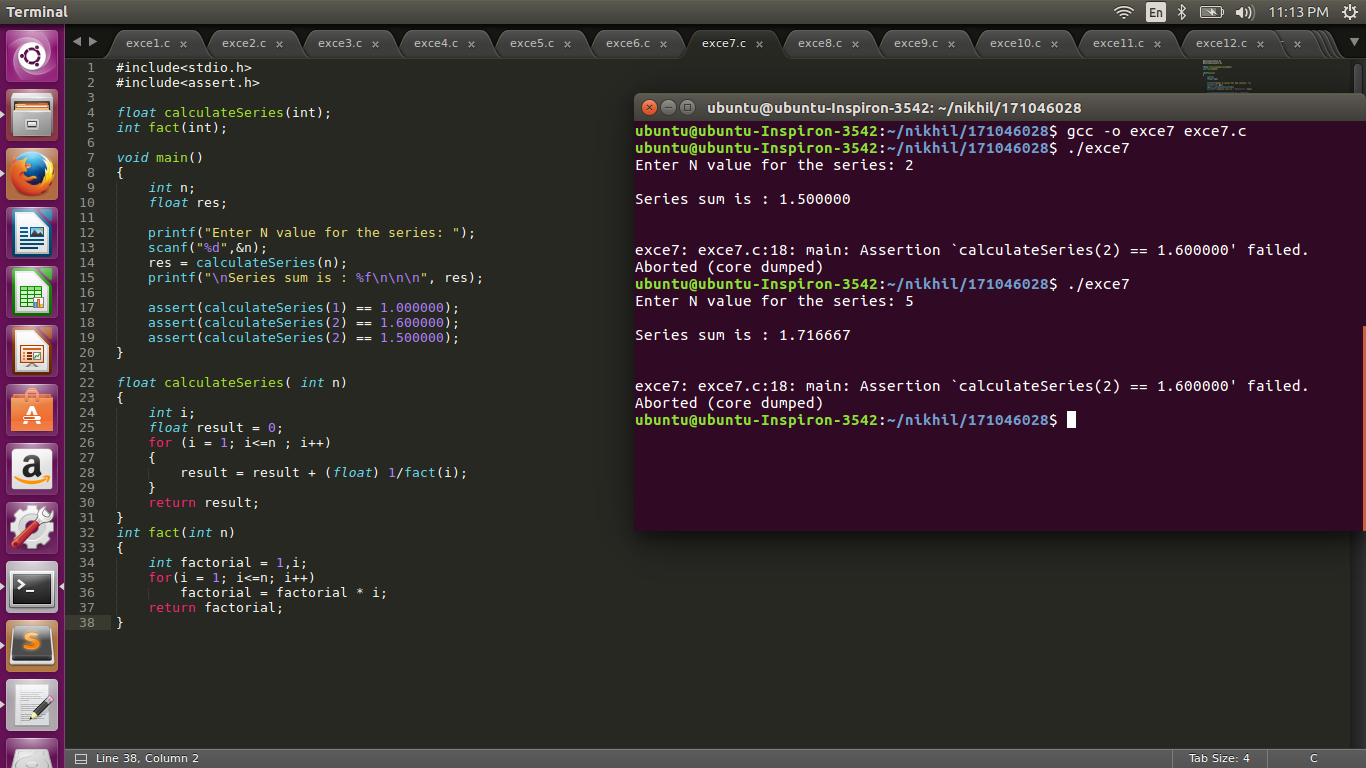 Terminal
En
11:13 PM
exce1.c × exce2.c × exce3.c × exce4.c × exce5.c × exce6.c × exce7.c × exce8.c × exce9.c × exce10.c × exce11.c × exce12.c × ×
1 #include<stdio.h>
2 #include<assert.h>
3
4 float calculateSeries(int);
5 int fact(int);
6
7 void main()
8 {
9     int n;
10     float res;
11
12     printf("Enter N value for the series: ");
13     scanf("%d",&n);
14     res = calculateSeries(n);
15     printf("\nSeries sum is : %f\n\n\n", res);
16
17     assert(calculateSeries(1) == 1.000000);
18     assert(calculateSeries(2) == 1.600000);
19     assert(calculateSeries(2) == 1.500000);
20 }
21
22 float calculateSeries( int n)
23 {
24     int i;
25     float result = 0;
26     for (i = 1; i<=n ; i++)
27     {
28         result = result + (float) 1/fact(i);
29     }
30     return result;
31 }
32 int fact(int n)
33 {
34     int factorial = 1,i;
35     for(i = 1; i<=n; i++)
36         factorial = factorial * i;
37     return factorial;
38 }
ubuntu@ubuntu-Inspiron-3542: ~/nikhil/171046028
ubuntu@ubuntu-Inspiron-3542:~/nikhil/171046028$ gcc -o exce7 exce7.c
ubuntu@ubuntu-Inspiron-3542:~/nikhil/171046028$ ./exce7
Enter N value for the series: 2
Series sum is : 1.500000
exce7: exce7.c:18: main: Assertion `calculateSeries(2) == 1.600000' failed.
Aborted (core dumped)
ubuntu@ubuntu-Inspiron-3542:~/nikhil/171046028$ ./exce7
Enter N value for the series: 5
Series sum is : 1.716667
exce7: exce7.c:18: main: Assertion `calculateSeries(2) == 1.600000' failed.
Aborted (core dumped)
ubuntu@ubuntu-Inspiron-3542:~/nikhil/171046028$
Line 38, Column 2
Tab Size: 4
C